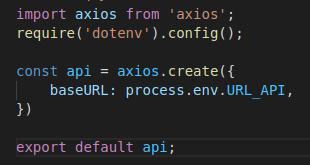 import axios from 'axios';
require('dotenv').config();
const api = axios.create({
baseURL: process.env.URL_API,
})
export default api;